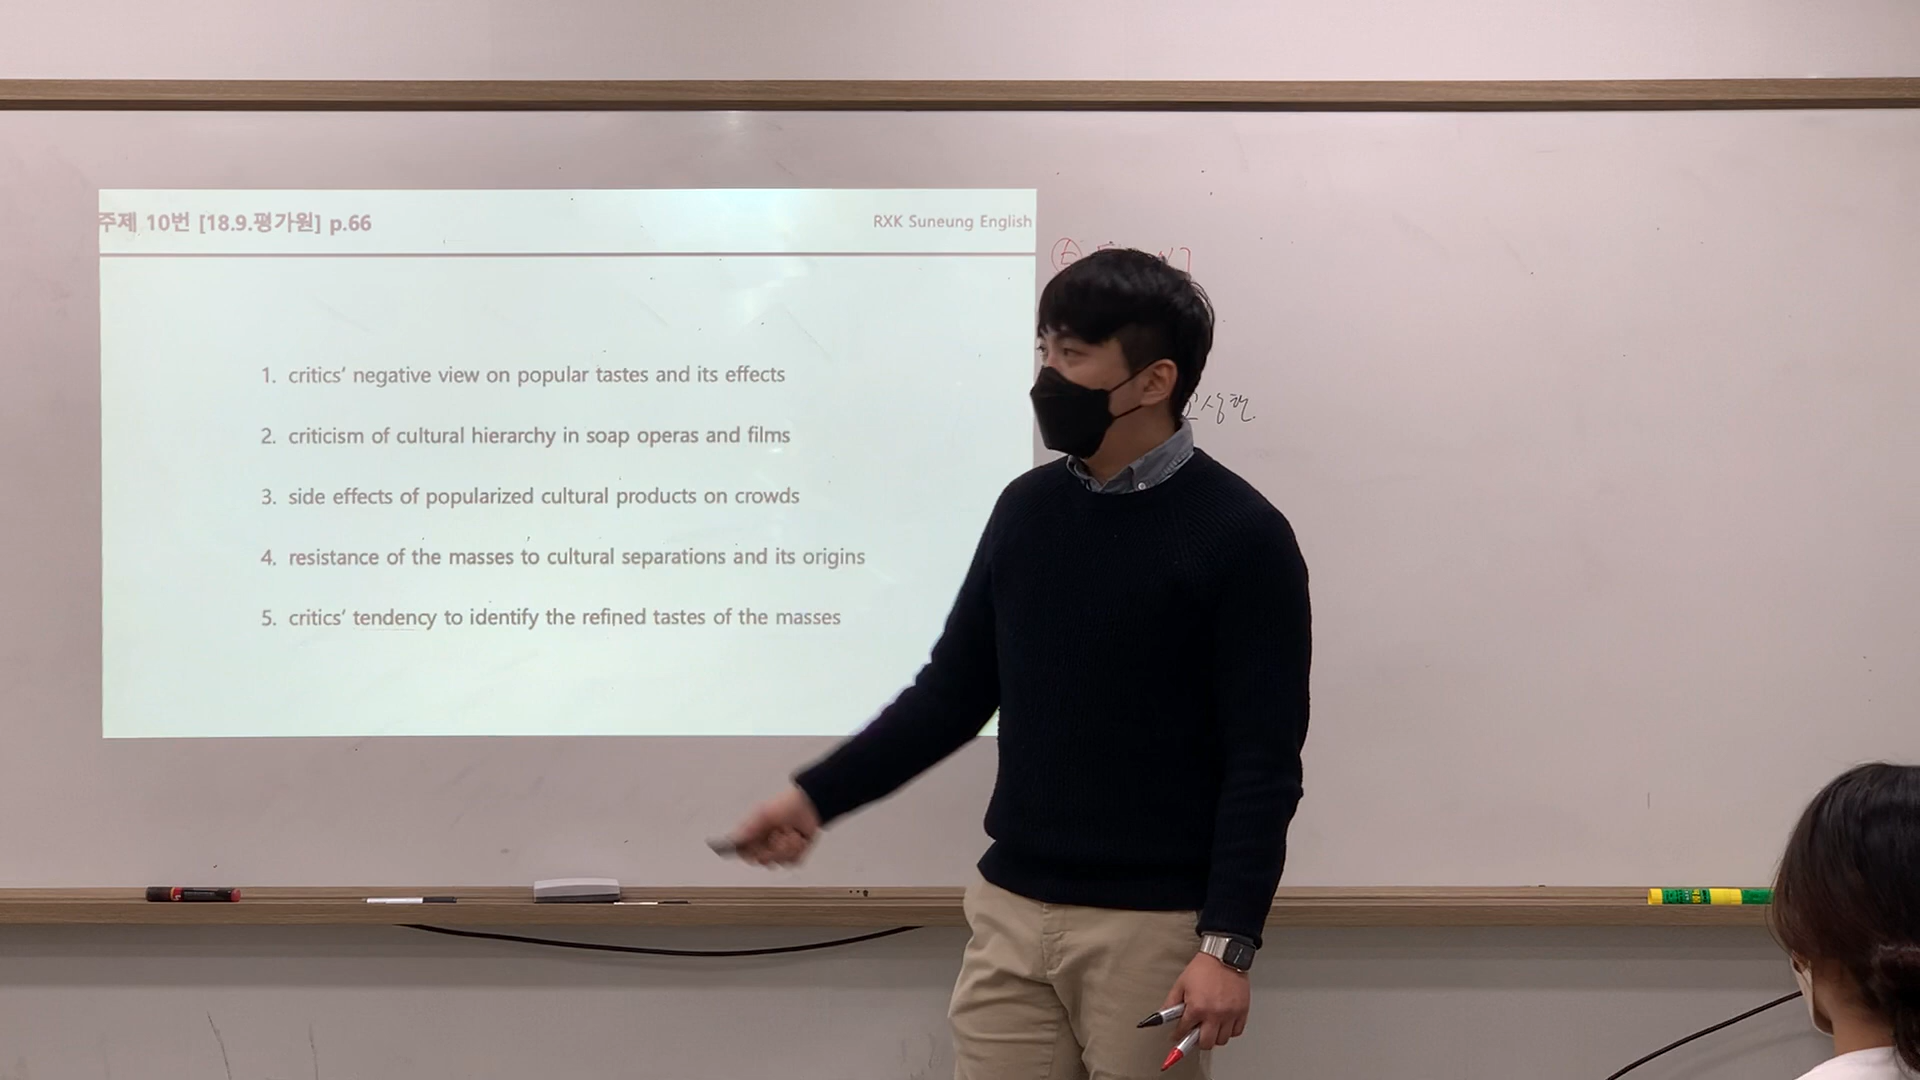 주제 10번 [18.9.평가원] p.66
RXK Suneung English
1. critics’ negative view on popular tastes and its effects
2. criticism of cultural hierarchy in soap operas and films
3. side effects of popularized cultural products on crowds
4. resistance of the masses to cultural separations and its origins
5. critics’ tendency to identify the refined tastes of the masses